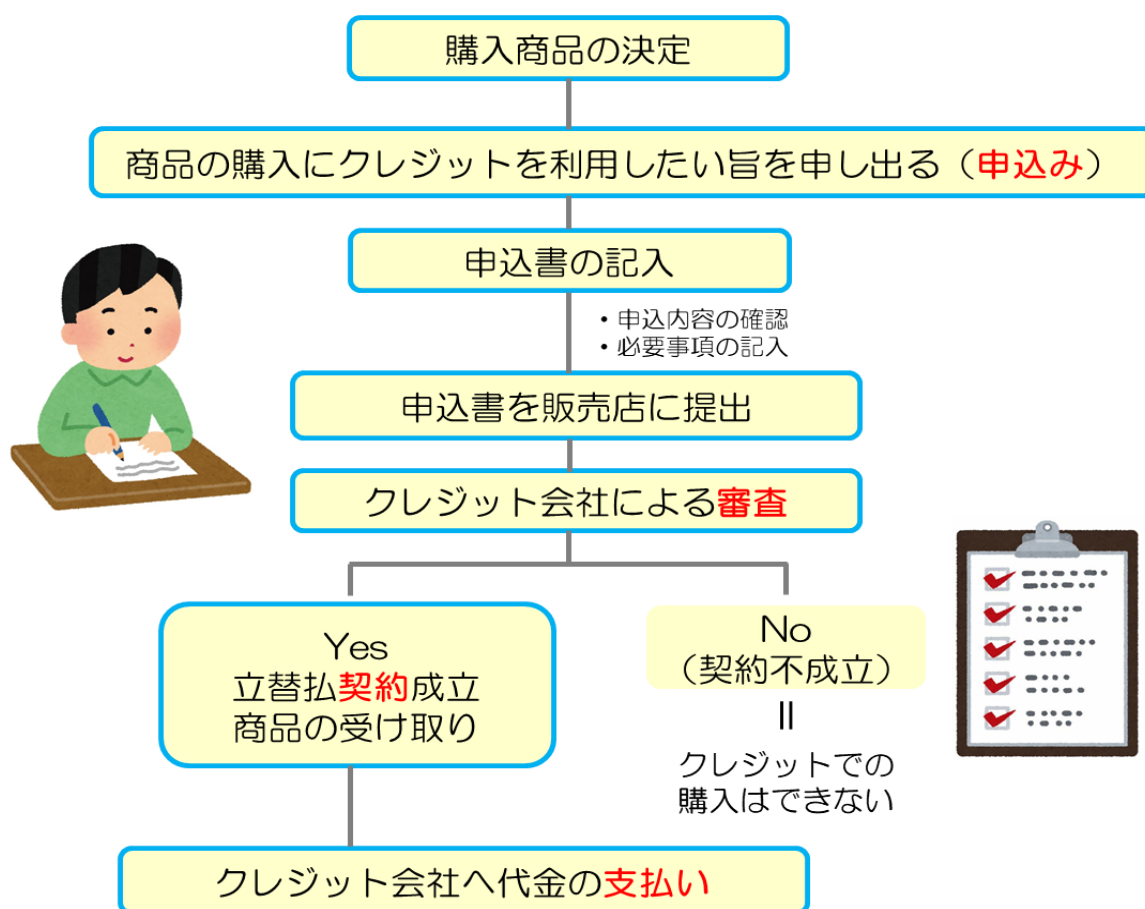 購入商品の決定
商品の購入にクレジットを利用したい旨を申し出る（申込み）
申込書の記入
・申込内容の確認
・必要事項の記入
申込書を販売店に提出
クレジット会社による審査
Yes
立替払契約成立
商品の受け取り
No
（契約不成立）
=
クレジットでの
購入はできない
クレジット会社へ代金の支払い